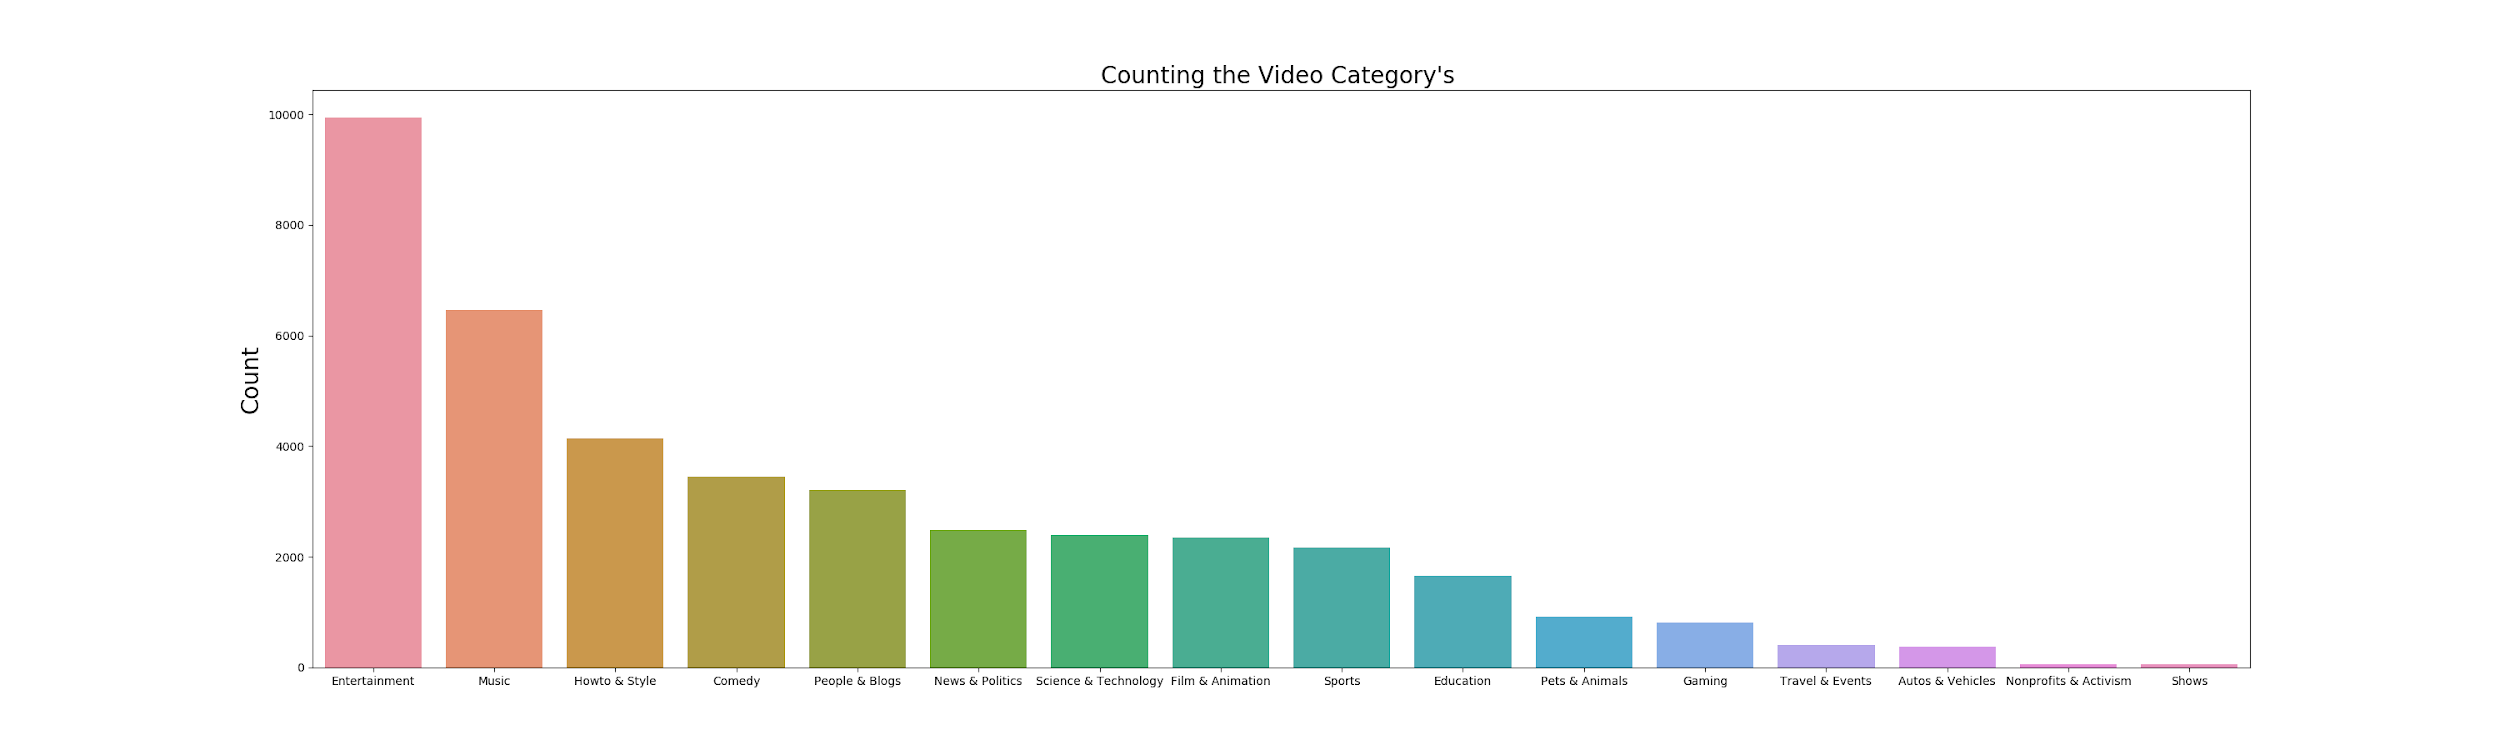 Counting the Video Category's
10000
8000
6000
4000
2000
0
Count
Entertainment
Music
Howto & Style
Comedy
People & Blogs
News & Politics
Science & Technology
Film & Animation
Sports
Education
Pets & Animals
Gaming
Travel & Events
Autos & Vehicles
Nonprofits & Activism
Shows